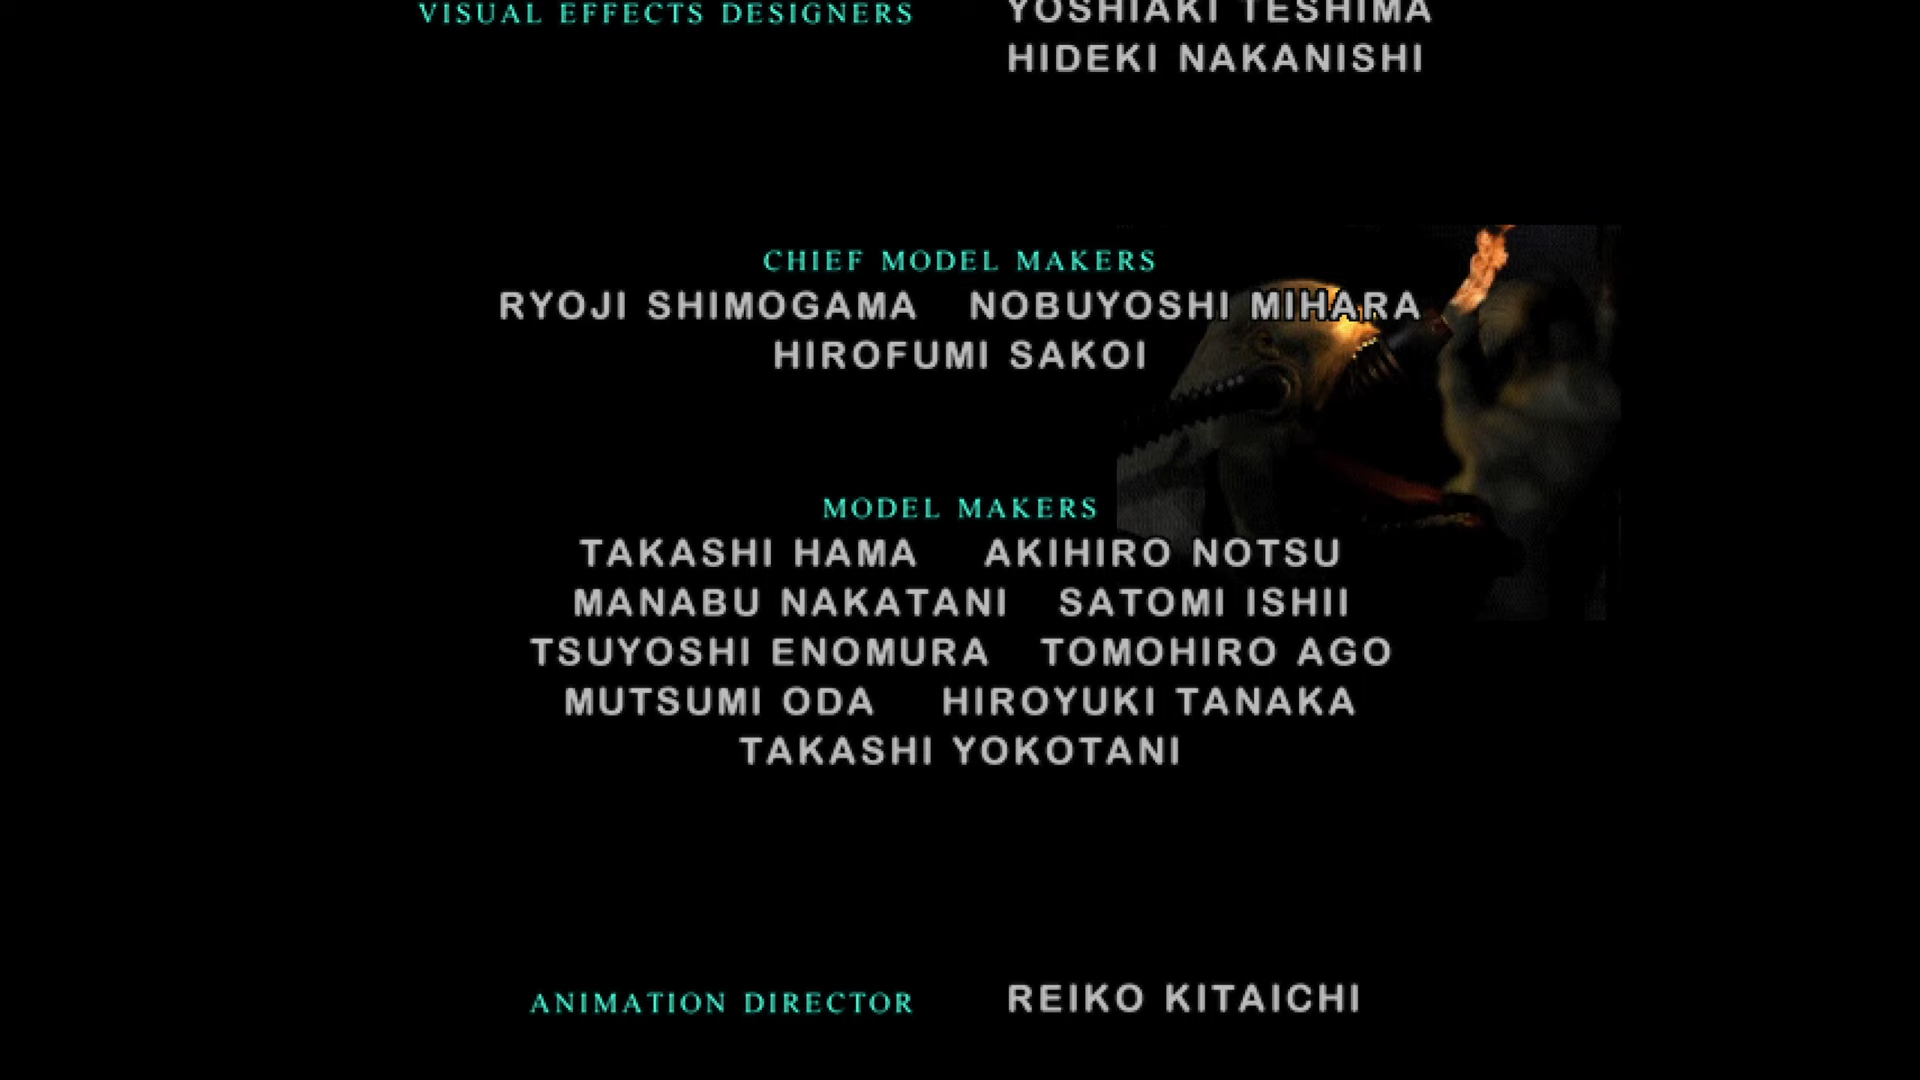 VISUAL EFFECTS DESIGNERS YOSHIAKI TESHIMA
HIDEKI NAKANISHI
CHIEF MODEL MAKERS
RYOJI SHIMOGAMA NOBUYOSHI MIHARA
HIROFUMI SAKOI
MODEL MAKERS
TAKASHI HAMA AKIHIRO NOTSU
MANABU NAKATANI SATOMI ISHII
TSUYOSHI ENOMURA TOMOHIRO AGO
MUTSUMI ODA HIROYUKI TANAKA
TAKASHI YOKOTANI
ANIMATION DIRECTOR REIKO KITAICHI